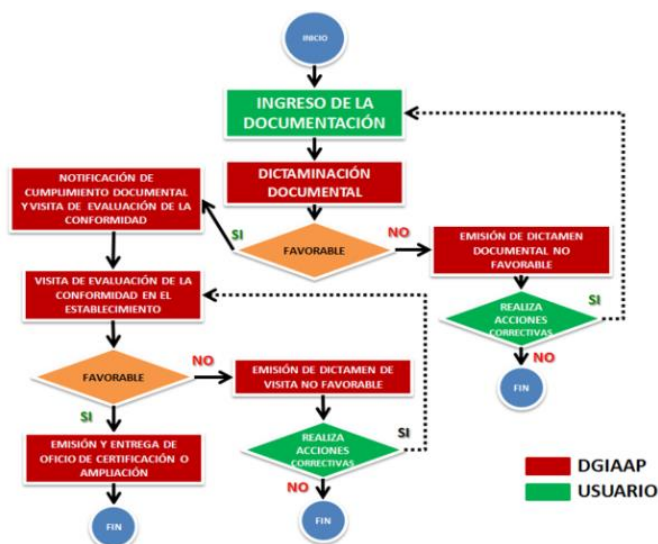 INICIO
INGRESO DE LA
DOCUMENTACIÓN
DICTAMINACIÓN
DOCUMENTAL
NOTIFICACIÓN DE
CUMPLIMIENTO DOCUMENTAL
Y VISITA DE EVALUACIÓN DE LA
CONFORMIDAD
SI
FAVORABLE
NO
EMISIÓN DE DICTAMEN
DOCUMENTAL NO
FAVORABLE
VISITA DE EVALUACIÓN DE LA
CONFORMIDAD EN EL
ESTABLECIMIENTO
REALIZA
ACCIONES
CORRECTIVAS
SI
NO
FIN
FAVORABLE
NO
EMISIÓN DE DICTAMEN DE
VISITA NO FAVORABLE
SI
EMISIÓN Y ENTREGA DE
OFICIO DE CERTIFICACIÓN O
AMPLIACIÓN
REALIZA
ACCIONES
CORRECTIVAS
SI
NO
FIN
FIN
DGIAAP
USUARIO